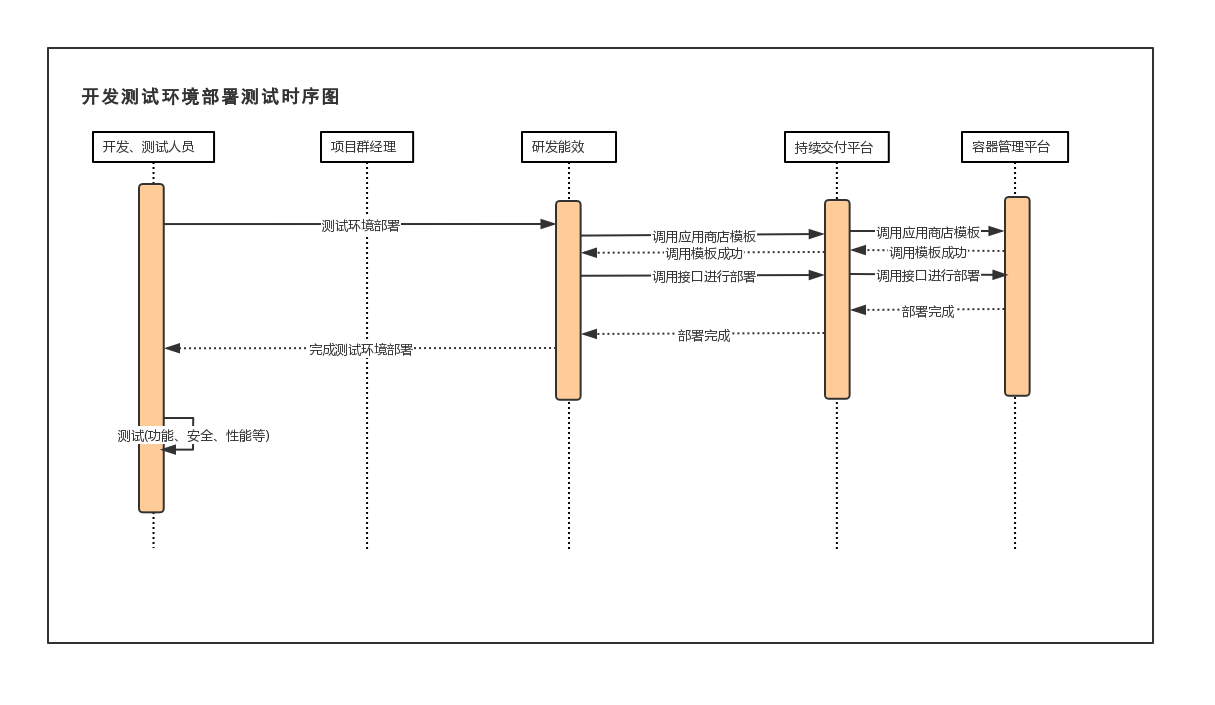 开发测试环境部署测试时序图
开发、测试人员
项目群经理
研发能效
持续交付平台
容器管理平台
测试环境部署
调用应用商店模板
调用应用商店模板
调用模板成功
调用模板成功
调用接口进行部署
调用接口进行部署
部署完成
部署完成
完成测试环境部署
测试(功能、安全、性能等)